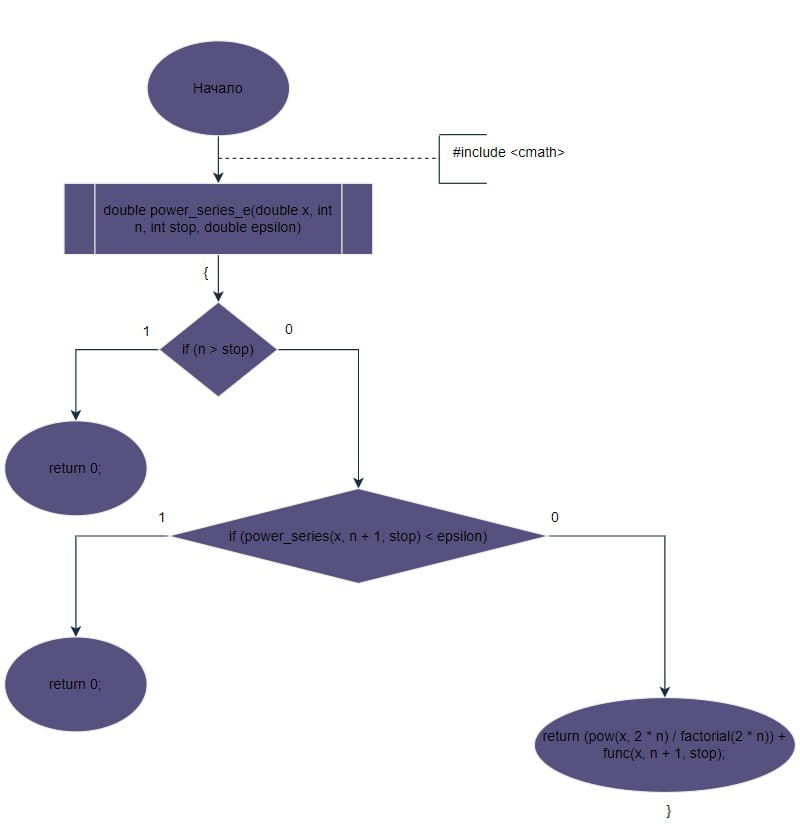 Начало
#include <cmath>
double power_series_e(double x, int
n, int stop, double epsilon)
{
1
0
if (n > stop)
return 0;
1
0
if (power_series(x, n + 1, stop) < epsilon)
return 0;
return (pow(x, 2 * n) / factorial(2 * n)) +
func(x, n + 1, stop);
}